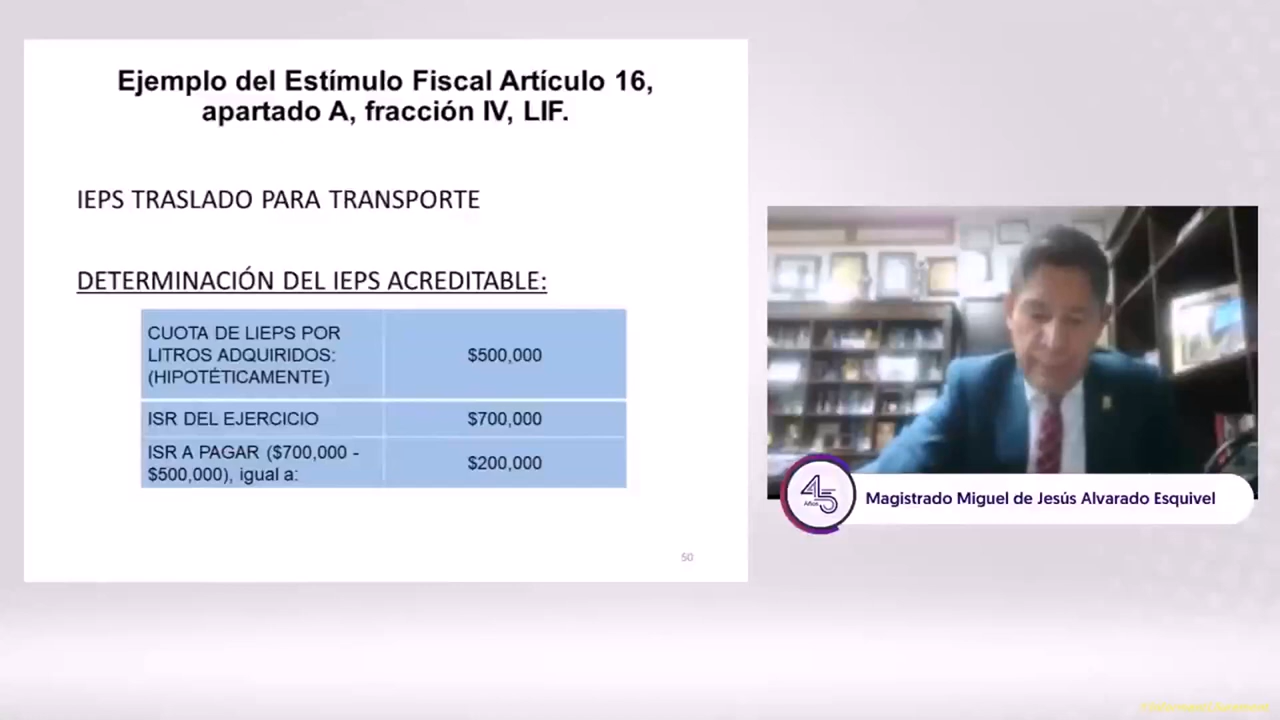 Ejemplo del Estímulo Fiscal Artículo 16,
apartado A, fracción IV, LIF.
IEPS TRASLADO PARA TRANSPORTE
DETERMINACIÓN DEL IEPS ACREDITABLE:
CUOTA DE LIEPS POR
LITROS ADQUIRIDOS:
(HIPOTÉTICAMENTE)
$500,000
ISR DEL EJERCICIO
$700,000
ISR A PAGAR ($700,000 -
$500,000), igual a:
$200,000
50
45
Años
Magistrado Miguel de Jesús Alvarado Esquivel